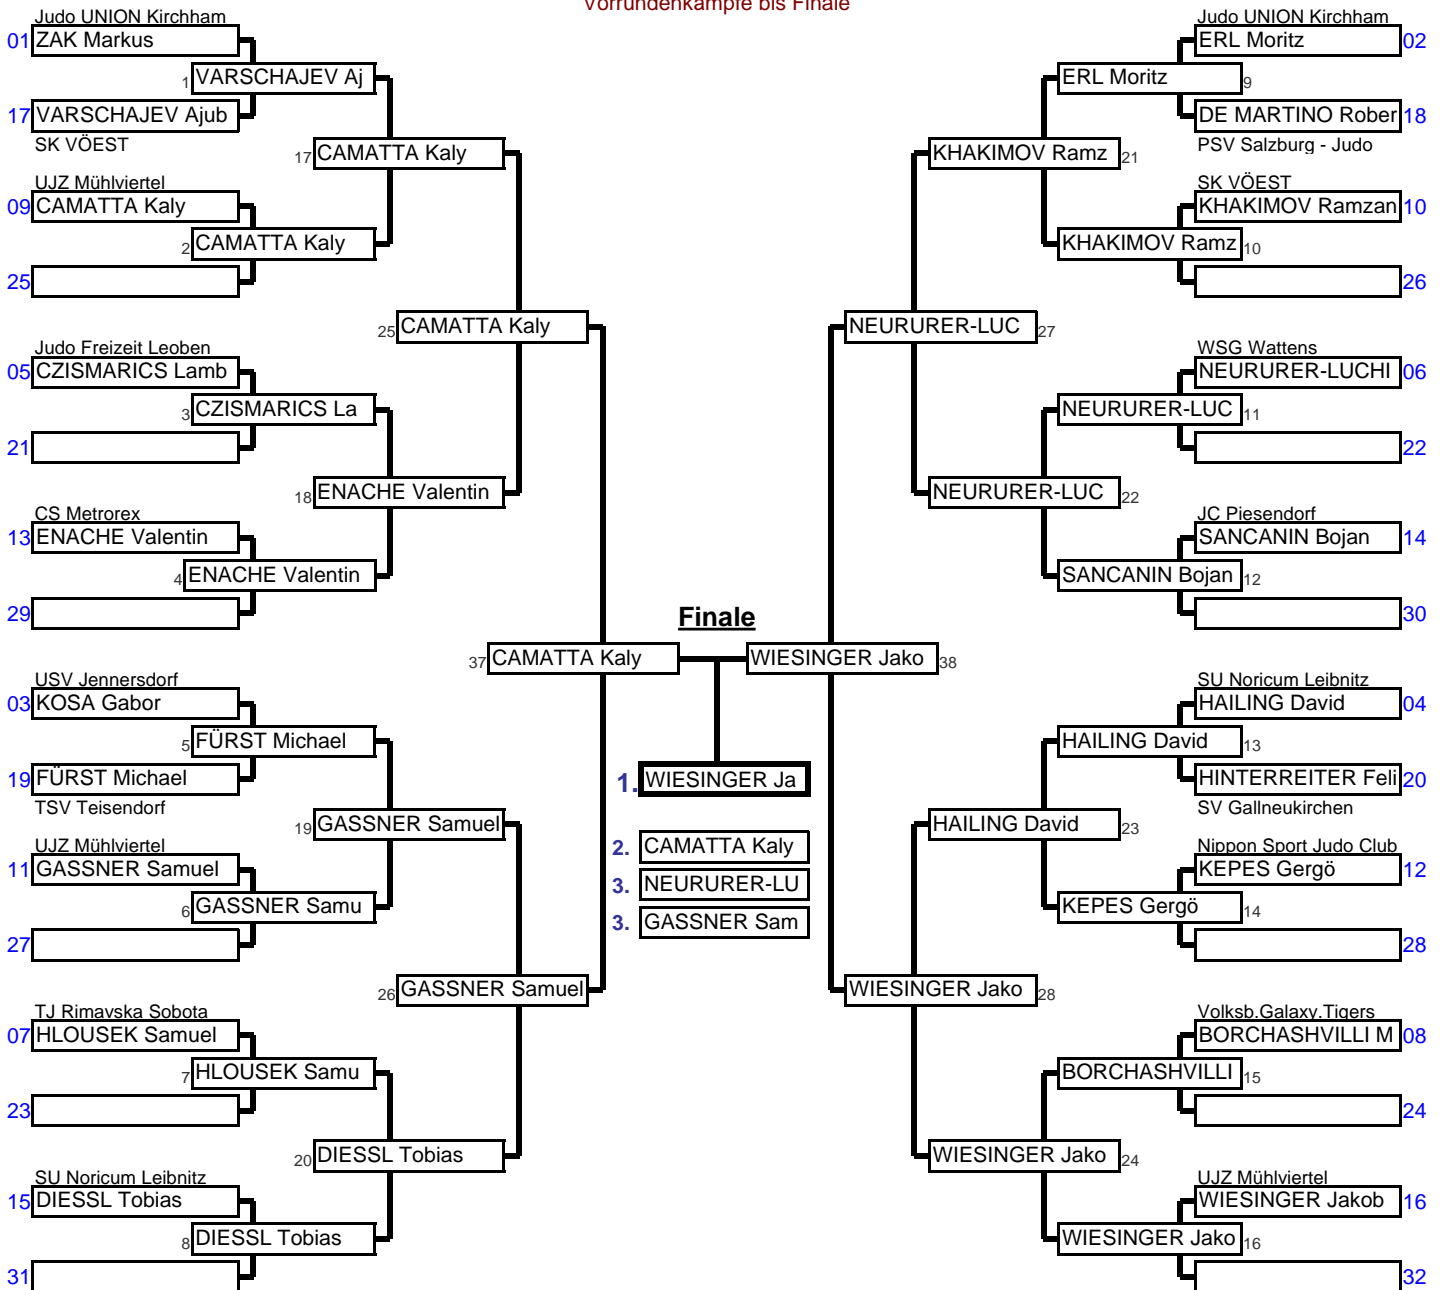 Vorrundenkämpfe bis Finale
Judo UNION Kirchham
01 ZAK Markus
1 VARSCHAJEV Aj
17 VARSCHAJEV Ajub
SK VÖEST
17 CAMATTA Kaly
UJZ Mühlviertel
09 CAMATTA Kaly
2 CAMATTA Kaly
25
25 CAMATTA Kaly
Judo Freizeit Leoben
05 CZISMARICS Lamb
3 CZISMARICS La
21
18 ENACHE Valentin
CS Metrorex
13 ENACHE Valentin
4 ENACHE Valentin
29
37 CAMATTA Kaly
USV Jennersdorf
03 KOSA Gabor
5 FÜRST Michael
19 FÜRST Michael
TSV Teisendorf
19 GASSNER Samuel
UJZ Mühlviertel
11 GASSNER Samuel
6 GASSNER Samu
27
26 GASSNER Samuel
TJ Rimavska Sobota
07 HLOUSEK Samuel
7 HLOUSEK Samu
23
20 DIESSL Tobias
SU Noricum Leibnitz
15 DIESSL Tobias
8 DIESSL Tobias
31
Finale
1. WIESINGER Ja
2. CAMATTA Kaly
3. NEURURER-LU
3. GASSNER Sam
Judo UNION Kirchham
ERL Moritz 02
ERL Moritz 9
DE MARTINO Rober 18
PSV Salzburg - Judo
KHAKIMOV Ramz 21
SK VÖEST
KHAKIMOV Ramzan 10
KHAKIMOV Ramz 10
26
NEURURER-LUC 27
WSG Wattens
NEURURER-LUCHI 06
NEURURER-LUC 11
22
NEURURER-LUC 22
JC Piesendorf
SANCANIN Bojan 14
SANCANIN Bojan 12
30
WIESINGER Jako 38
SU Noricum Leibnitz
HAILING David 04
HAILING David 13
HINTERREITER Feli 20
SV Gallneukirchen
HAILING David 23
Nippon Sport Judo Club
KEPES Gergö 12
KEPES Gergö 14
28
WIESINGER Jako 28
Volksb.Galaxy.Tigers
BORCHASHVILLI M 08
BORCHASHVILLI 15
24
WIESINGER Jako 24
UJZ Mühlviertel
WIESINGER Jakob 16
WIESINGER Jako 16
32